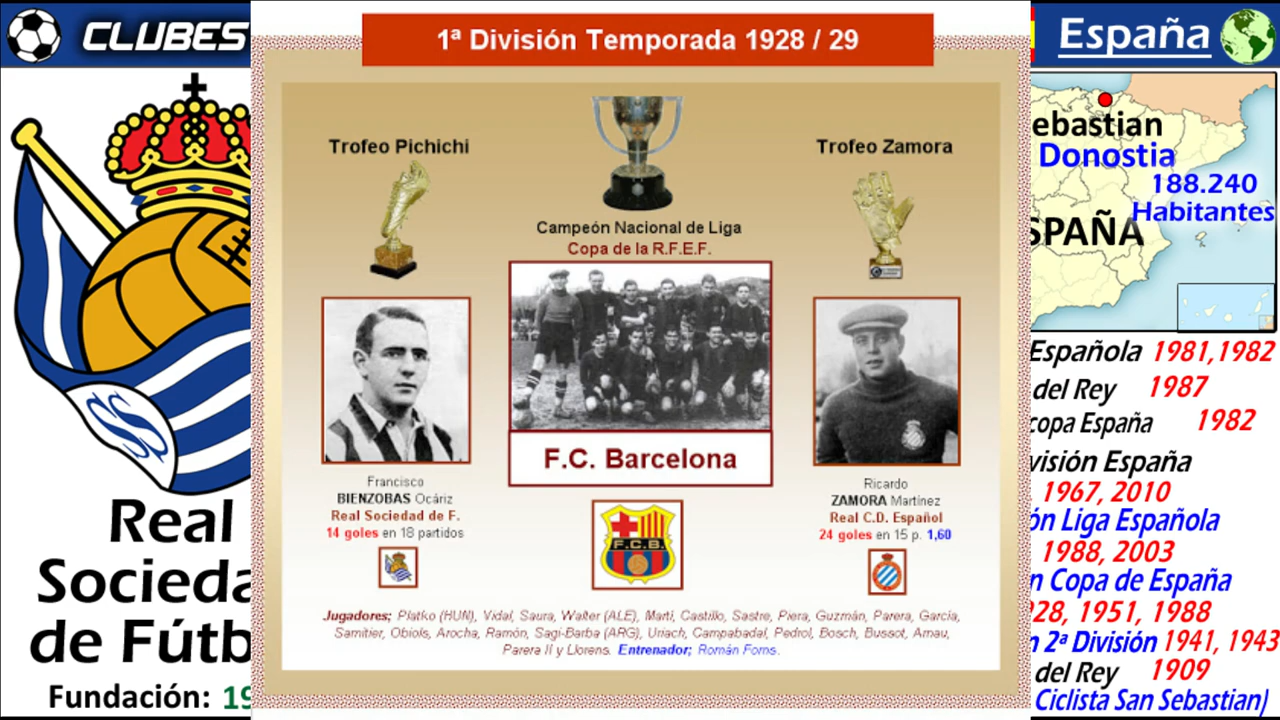 CLUBES
España
1ª División Temporada 1928 / 29
Trofeo Pichichi
Trofeo Zamora
Campeón Nacional de Liga
Copa de la R.F.E.F.
F.C. Barcelona
Francisco
BIENZOBAS Ocáriz
Real Sociedad de F.
14 goles en 18 partidos
Ricardo
ZAMORA Martínez
Real C.D. Español
24 goles en 15 p. 1,60
F.C.B.
Jugadores; Platko (HUN), Vidal, Saura, Walter (ALE), Martí, Castillo, Sastre, Piera, Guzmán, Parera, García,
Samitier, Obiols, Arocha, Ramón, Sagi-Barba (ARG), Uriach, Campabadal, Pedrol, Bosch, Bussot, Arnau,
Parera II y Llorens. Entrenador; Román Forns.
Real
Socieda
de Fútb
Fundación: 19
ebastian
Donostia
188.240
Habitantes
SPAÑA
Española 1981,1982
del Rey 1987
copa España 1982
visión España
1967, 2010
ón Liga Española
1988, 2003
n Copa de España
928, 1951, 1988
n 2ª División 1941, 1943
del Rey 1909
Ciclista San Sebastian)